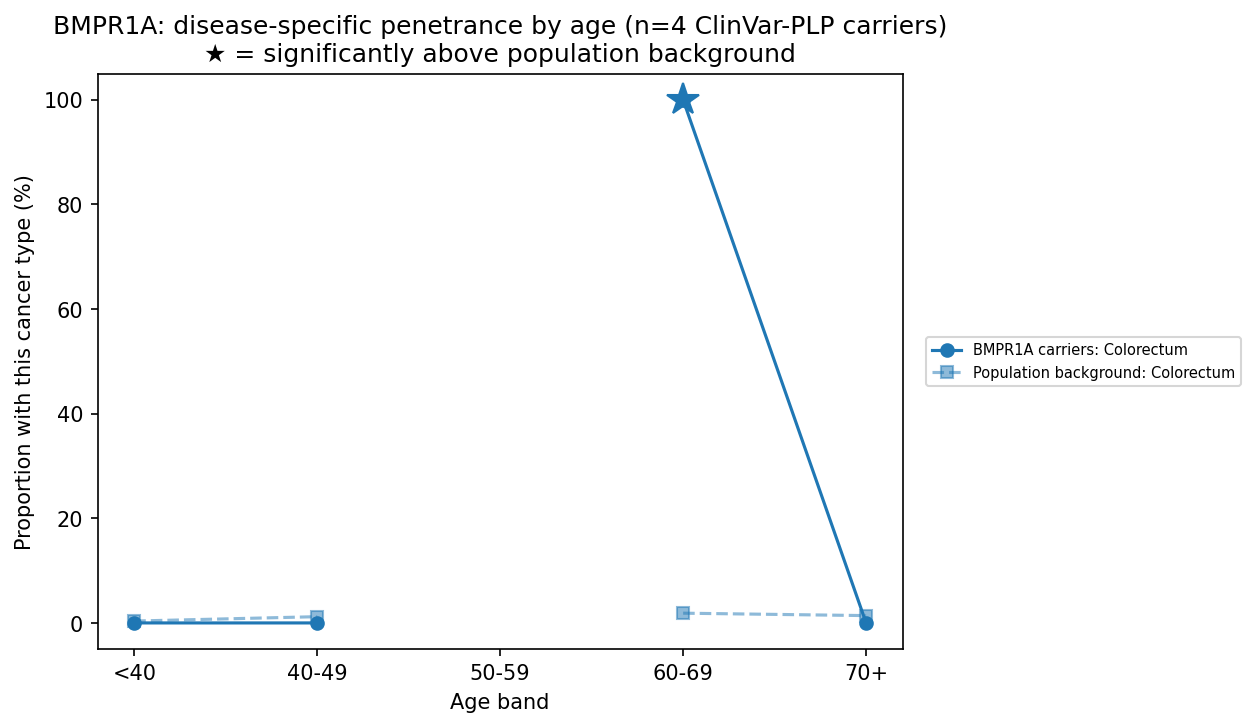 BMPR1A: disease-specific penetrance by age (n=4 ClinVar-PLP carriers)
★ = significantly above population background
100
80
60
40
20
0
Proportion with this cancer type (%)
<40
40-49
50-59
60-69
70+
Age band
BMPR1A carriers: Colorectum
Population background: Colorectum